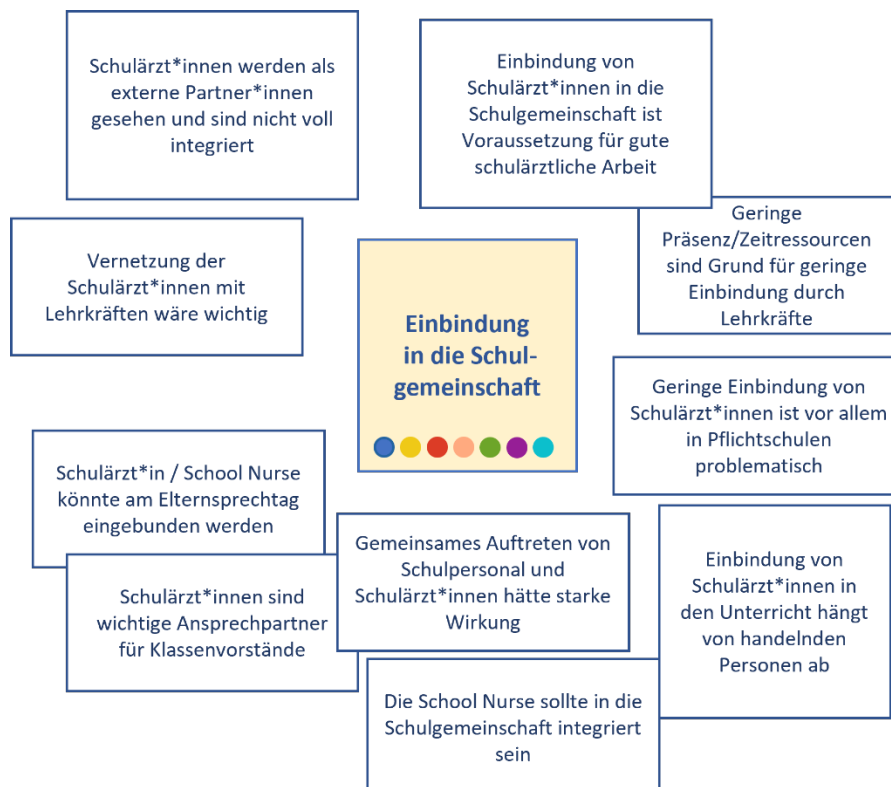 Schulärzt*innen werden als
externe Partner*innen
gesehen und sind nicht voll
integriert
Einbindung von
Schulärzt*innen in die
Schulgemeinschaft ist
Voraussetzung für gute
schulärztliche Arbeit
Geringe
Präsenz/Zeitressourcen
sind Grund für geringe
Einbindung durch
Lehrkräfte
Vernetzung der
Schulärzt*innen mit
Lehrkräften wäre wichtig
Einbindung
in die Schul-
gemeinschaft
Geringe Einbindung von
Schulärzt*innen ist vor allem
in Pflichtschulen
problematisch
Schulärzt*in / School Nurse
könnte am Elternsprechtag
eingebunden werden
Gemeinsames Auftreten von
Schulpersonal und
Schulärzt*innen hätte starke
Wirkung
Einbindung von
Schulärzt*innen in
den Unterricht hängt
von handelnden
Personen ab
Schulärzt*innen sind
wichtige Ansprechpartner
für Klassenvorstände
Die School Nurse sollte in die
Schulgemeinschaft integriert
sein